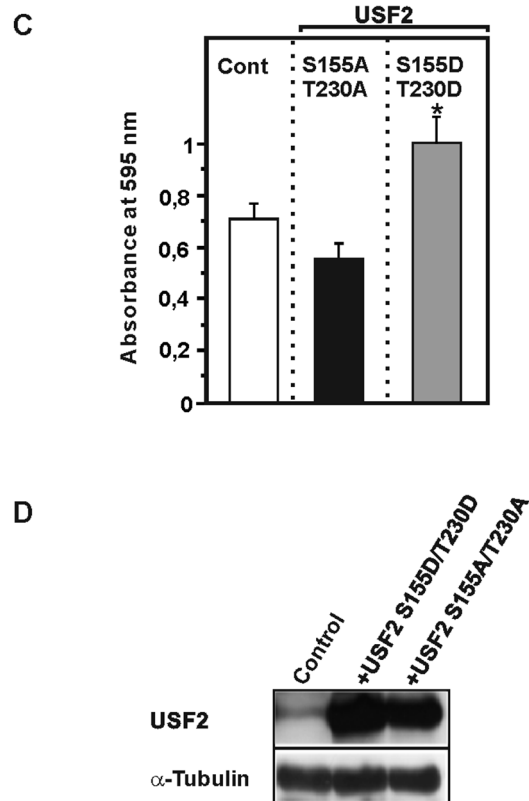 C
USF2
Cont
S155A
T230A
S155D
T230D
*
Absorbance at 595 nm
1
0,8
0,6
0,4
0,2
0
D
Control
+USF2 S155D/T230D
+USF2 S155A/T230A
USF2
α-Tubulin